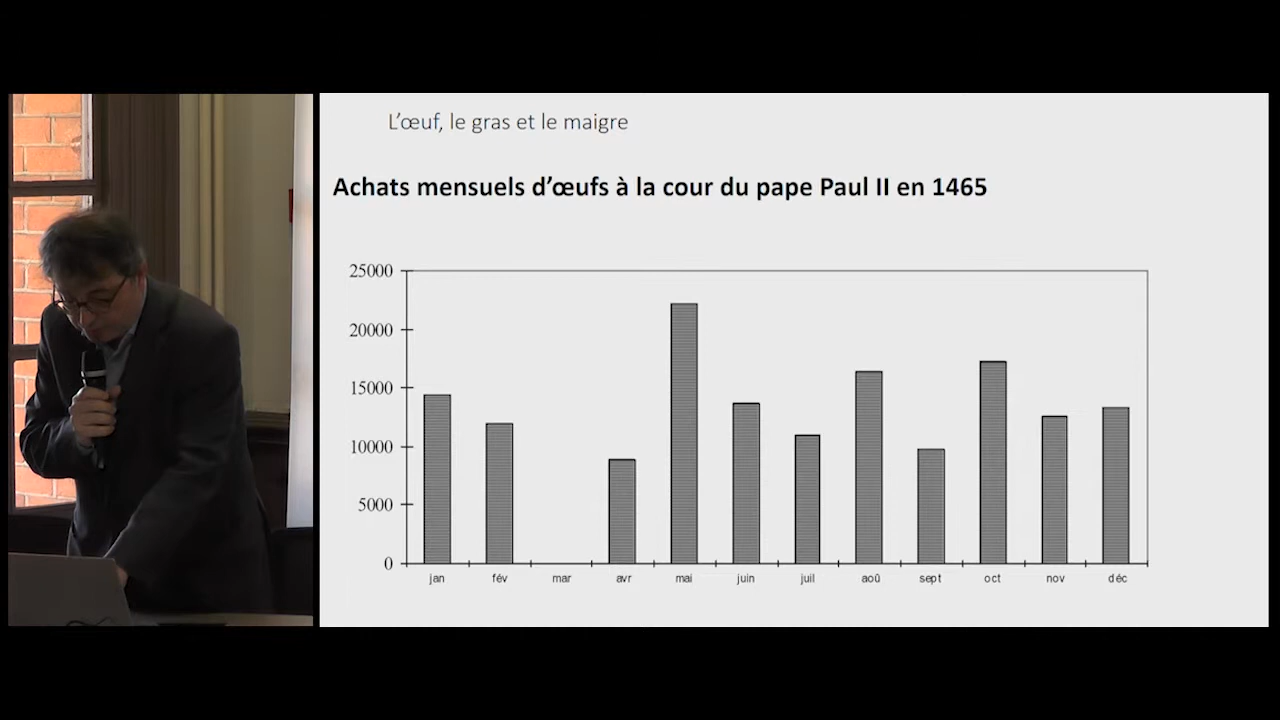 L’œuf, le gras et le maigre
Achats mensuels d’œufs à la cour du pape Paul II en 1465
25000
20000
15000
10000
5000
0
jan fév mar avr mai juin juil aoû sept oct nov déc